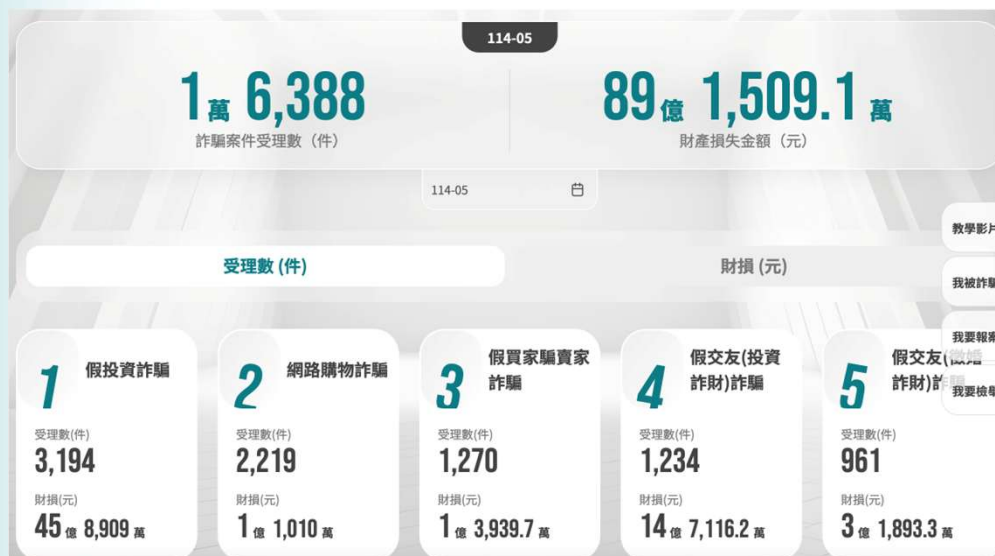 114-05
1萬 6,388
詐騙案件受理數（件）
89億 1,509.1萬
財產損失金額（元）
114-05
教學影片
受理數 (件)
財損 (元)
我被詐騙
我要報案
我要檢舉
1
假投資詐騙
受理數(件)
3,194
財損(元)
45億 8,909萬
2
網路購物詐騙
受理數(件)
2,219
財損(元)
1億 1,010萬
3
假買家騙賣家
詐騙
受理數(件)
1,270
財損(元)
1億 3,939.7萬
4
假交友(投資
詐財)詐騙
受理數(件)
1,234
財損(元)
14億 7,116.2萬
5
假交友(徵婚
詐財)詐騙
受理數(件)
961
財損(元)
3億 1,893.3萬